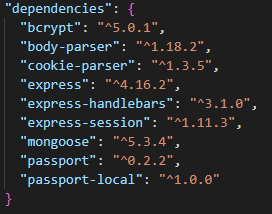 "dependencies": {
"bcrypt": "^5.0.1",
"body-parser": "^1.18.2",
"cookie-parser": "^1.3.5",
"express": "^4.16.2",
"express-handlebars": "^3.1.0",
"express-session": "^1.11.3",
"mongoose": "^5.3.4",
"passport": "^0.2.2",
"passport-local": "^1.0.0"
}